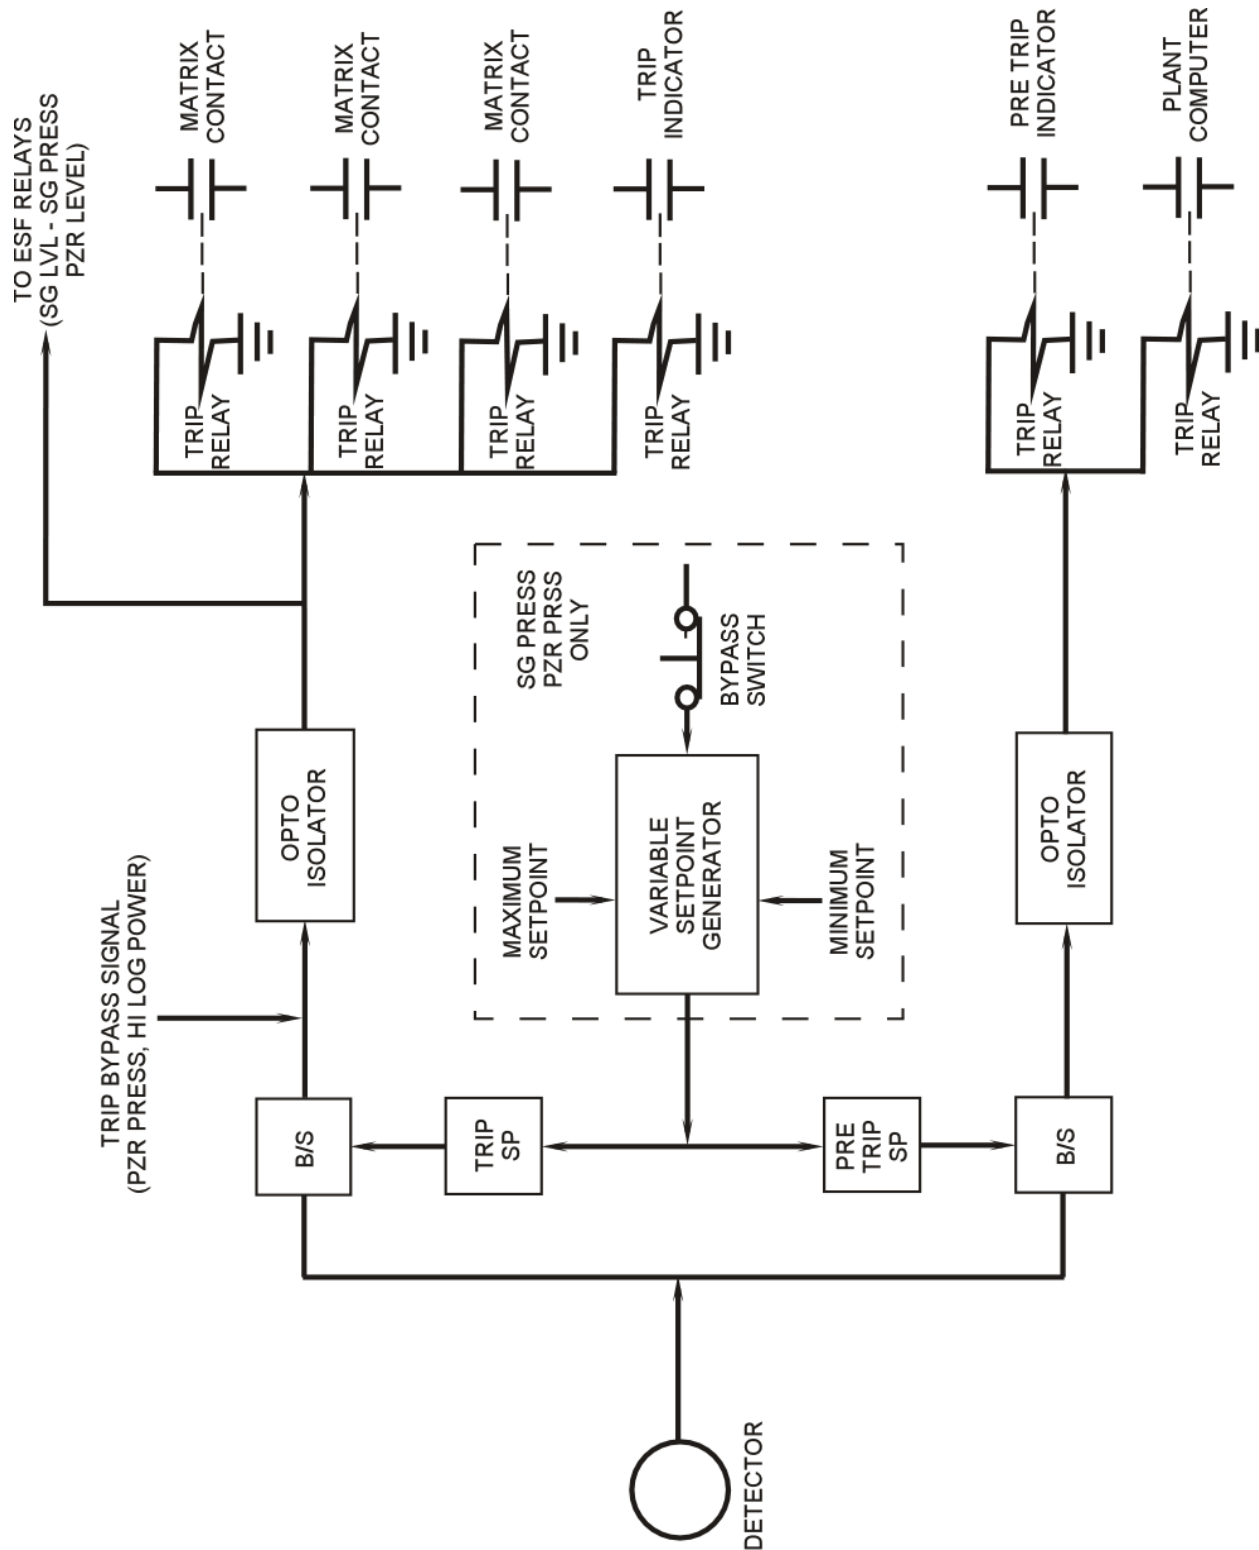 TO ESF RELAYS
(SG LVL - SG PRESS
PZR LEVEL)
MATRIX
CONTACT
MATRIX
CONTACT
MATRIX
CONTACT
TRIP
INDICATOR
PRE TRIP
INDICATOR
PLANT
COMPUTER
TRIP
RELAY
TRIP
RELAY
TRIP
RELAY
TRIP
RELAY
TRIP
RELAY
TRIP
RELAY
SG PRESS
PZR PRSS
ONLY
BYPASS
SWITCH
OPTO
ISOLATOR
MAXIMUM
SETPOINT
VARIABLE
SETPOINT
GENERATOR
MINIMUM
SETPOINT
OPTO
ISOLATOR
TRIP BYPASS SIGNAL
(PZR PRESS, HI LOG POWER)
B/S
TRIP
SP
PRE
TRIP
SP
B/S
DETECTOR